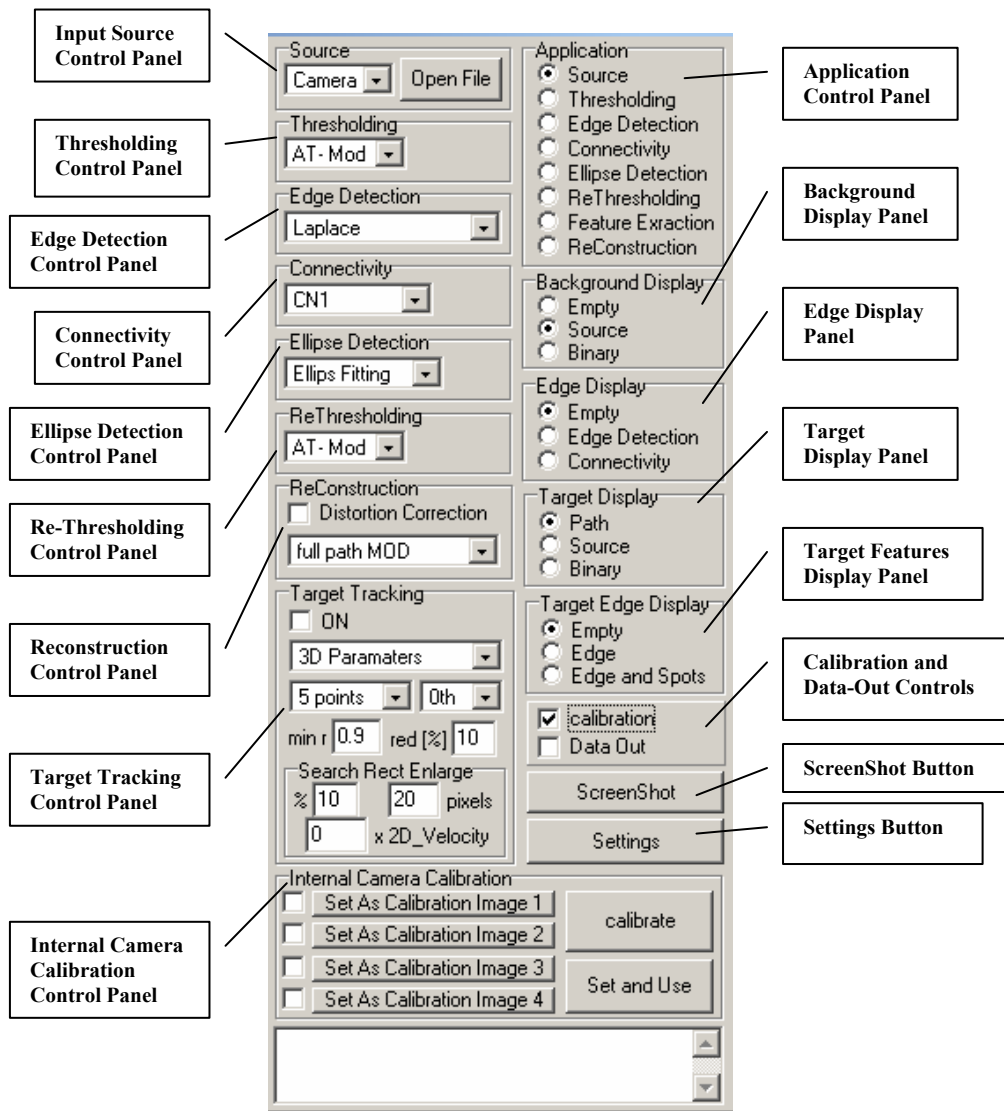 Input Source
Control Panel
Thresholding
Control Panel
Edge Detection
Control Panel
Connectivity
Control Panel
Ellipse Detection
Control Panel
Re-Thresholding
Control Panel
Reconstruction
Control Panel
Target Tracking
Control Panel
Internal Camera
Calibration
Control Panel
Source
Camera
Open File
Thresholding
AT- Mod
Edge Detection
Laplace
Connectivity
CN1
Ellipse Detection
Ellips Fitting
ReThresholding
AT- Mod
ReConstruction
Distortion Correction
full path MOD
Target Tracking
ON
3D Paramaters
5 points 0th
min r 0.9 red [%] 10
Search Rect Enlarge
% 10 20 pixels
0 x 2D_Velocity
Application
Source
Thresholding
Edge Detection
Connectivity
Ellipse Detection
ReThresholding
Feature Exraction
ReConstruction
Background Display
Empty
Source
Binary
Edge Display
Empty
Edge Detection
Connectivity
Target Display
Path
Source
Binary
Target Edge Display
Empty
Edge
Edge and Spots
calibration
Data Out
ScreenShot
Settings
Internal Camera Calibration
Set As Calibration Image 1
Set As Calibration Image 2
Set As Calibration Image 3
Set As Calibration Image 4
calibrate
Set and Use
Application
Control Panel
Background
Display Panel
Edge Display
Panel
Target
Display Panel
Target Features
Display Panel
Calibration and
Data-Out Controls
ScreenShot Button
Settings Button